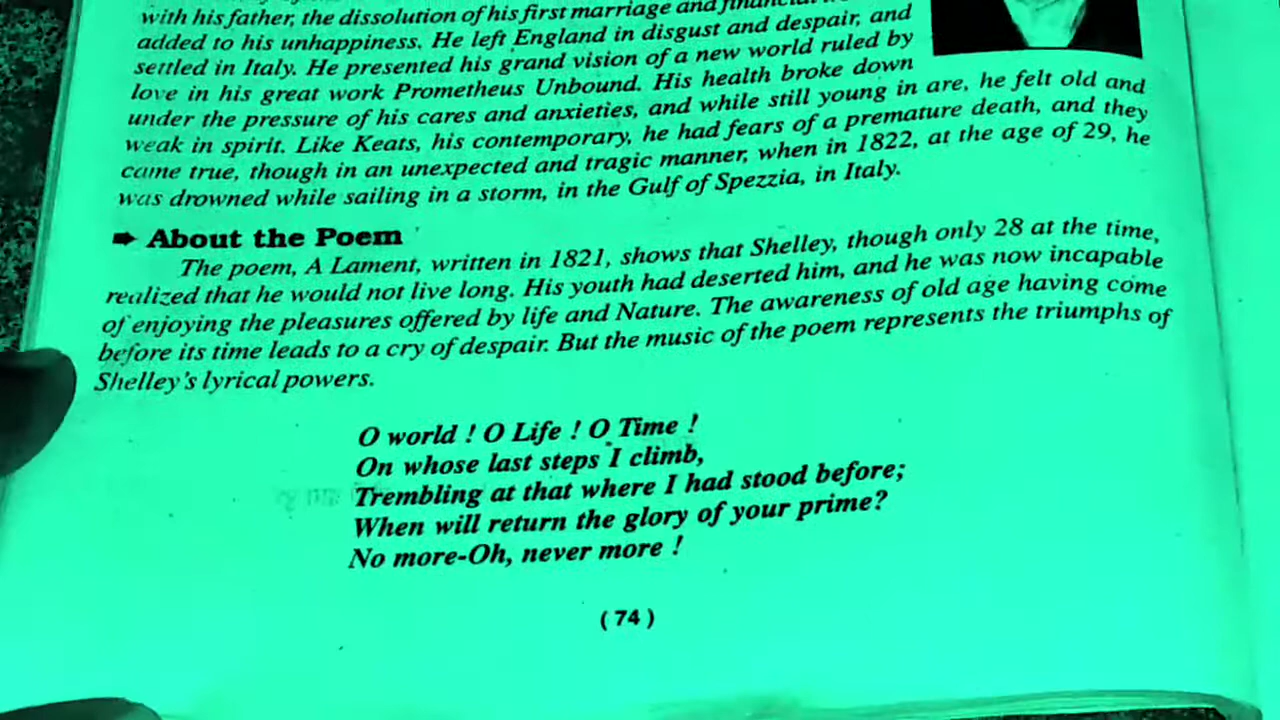 with his father, the dissolution of his first marriage and financial
added to his unhappiness. He left England in disgust and despair, and
settled in Italy. He presented his grand vision of a new world ruled by
love in his great work Prometheus Unbound. His health broke down
under the pressure of his cares and anxieties, and while still young in are, he felt old and
weak in spirit. Like Keats, his contemporary, he had fears of a premature death, and they
came true, though in an unexpected and tragic manner, when in 1822, at the age of 29, he
was drowned while sailing in a storm, in the Gulf of Spezzia, in Italy.
➨ About the Poem
The poem, A Lament, written in 1821, shows that Shelley, though only 28 at the time,
realized that he would not live long. His youth had deserted him, and he was now incapable
of enjoying the pleasures offered by life and Nature. The awareness of old age having come
before its time leads to a cry of despair. But the music of the poem represents the triumphs of
Shelley's lyrical powers.
O world ! O Life ! O Time !
On whose last steps I climb,
Trembling at that where I had stood before;
When will return the glory of your prime?
No more-Oh, never more !
( 74 )